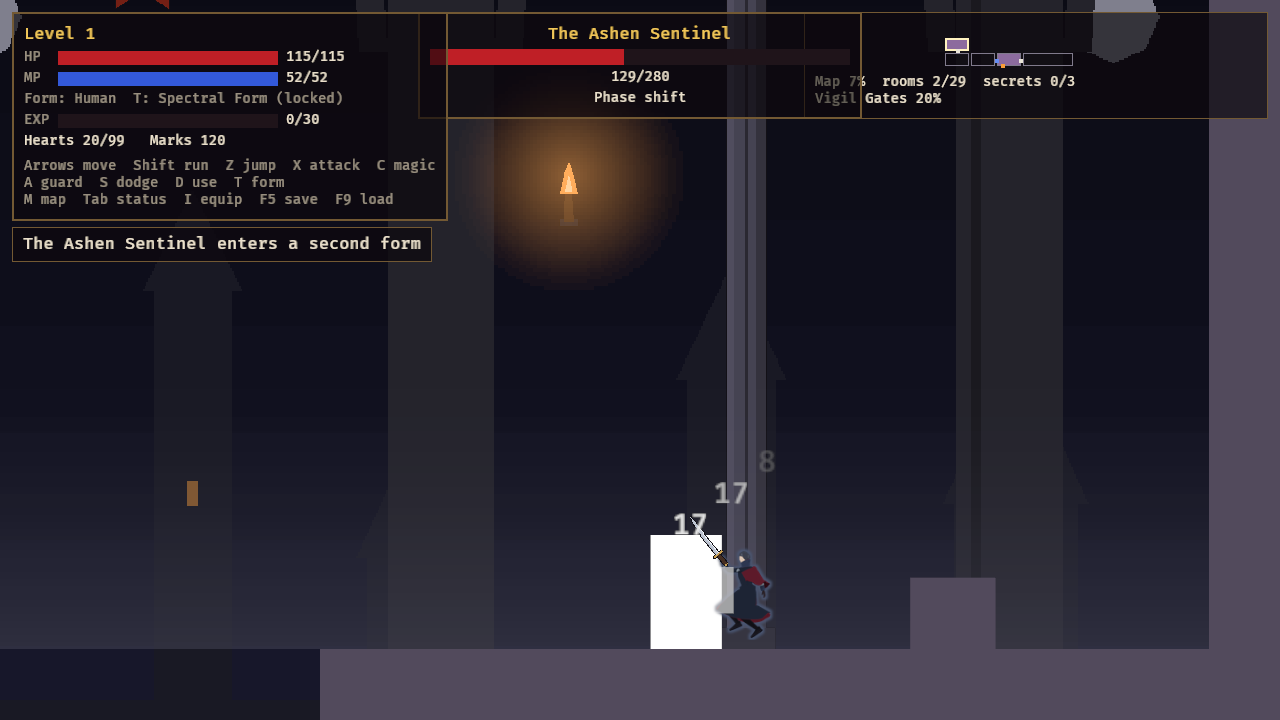 Level 1
HP 115/115
MP 52/52
Form: Human  T: Spectral Form (locked)
EXP 0/30
Hearts 20/99  Marks 120
Arrows move  Shift run  Z jump  X attack  C magic
A guard  S dodge  D use  T form
M map  Tab status  I equip  F5 save  F9 load
The Ashen Sentinel enters a second form
The Ashen Sentinel
129/280
Phase shift
Map 7%  rooms 2/29  secrets 0/3
Vigil Gates 20%
8
17
17